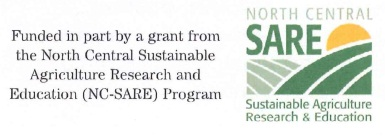 Funded in part by a grant from
the North Central Sustainable
Agriculture Research and
Education (NC-SARE) Program
NORTH CENTRAL
SARE
Sustainable Agriculture
Research & Education